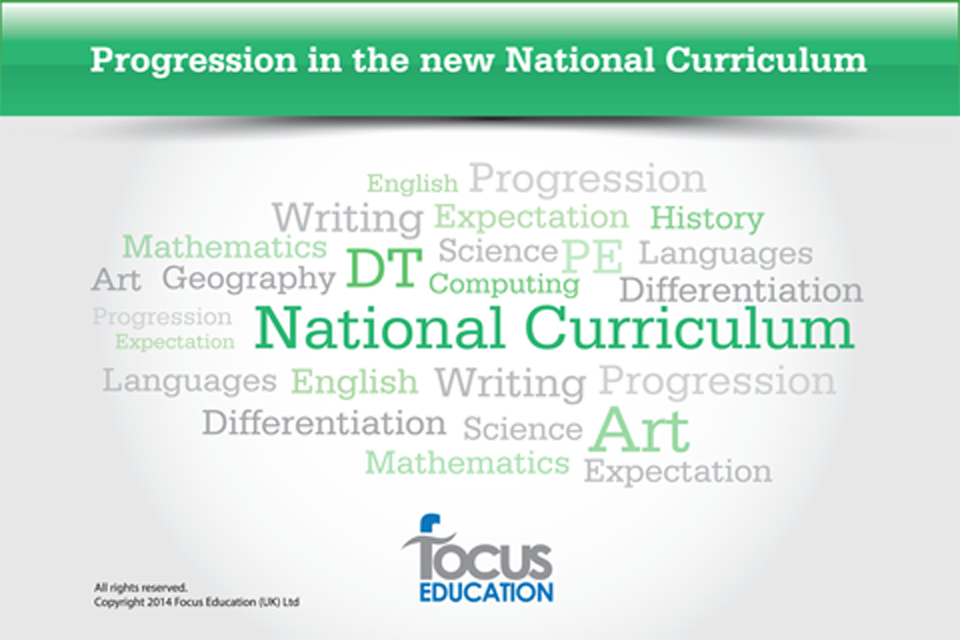 Progression in the new National Curriculum
English Progression
Writing Expectation History
Mathematics DT Science PE Languages
Art Geography Computing Differentiation
Progression National Curriculum
Expectation
Languages English Writing Progression
Differentiation Science Art
Mathematics Expectation
focus
EDUCATION
All rights reserved.
Copyright 2014 Focus Education (UK) Ltd